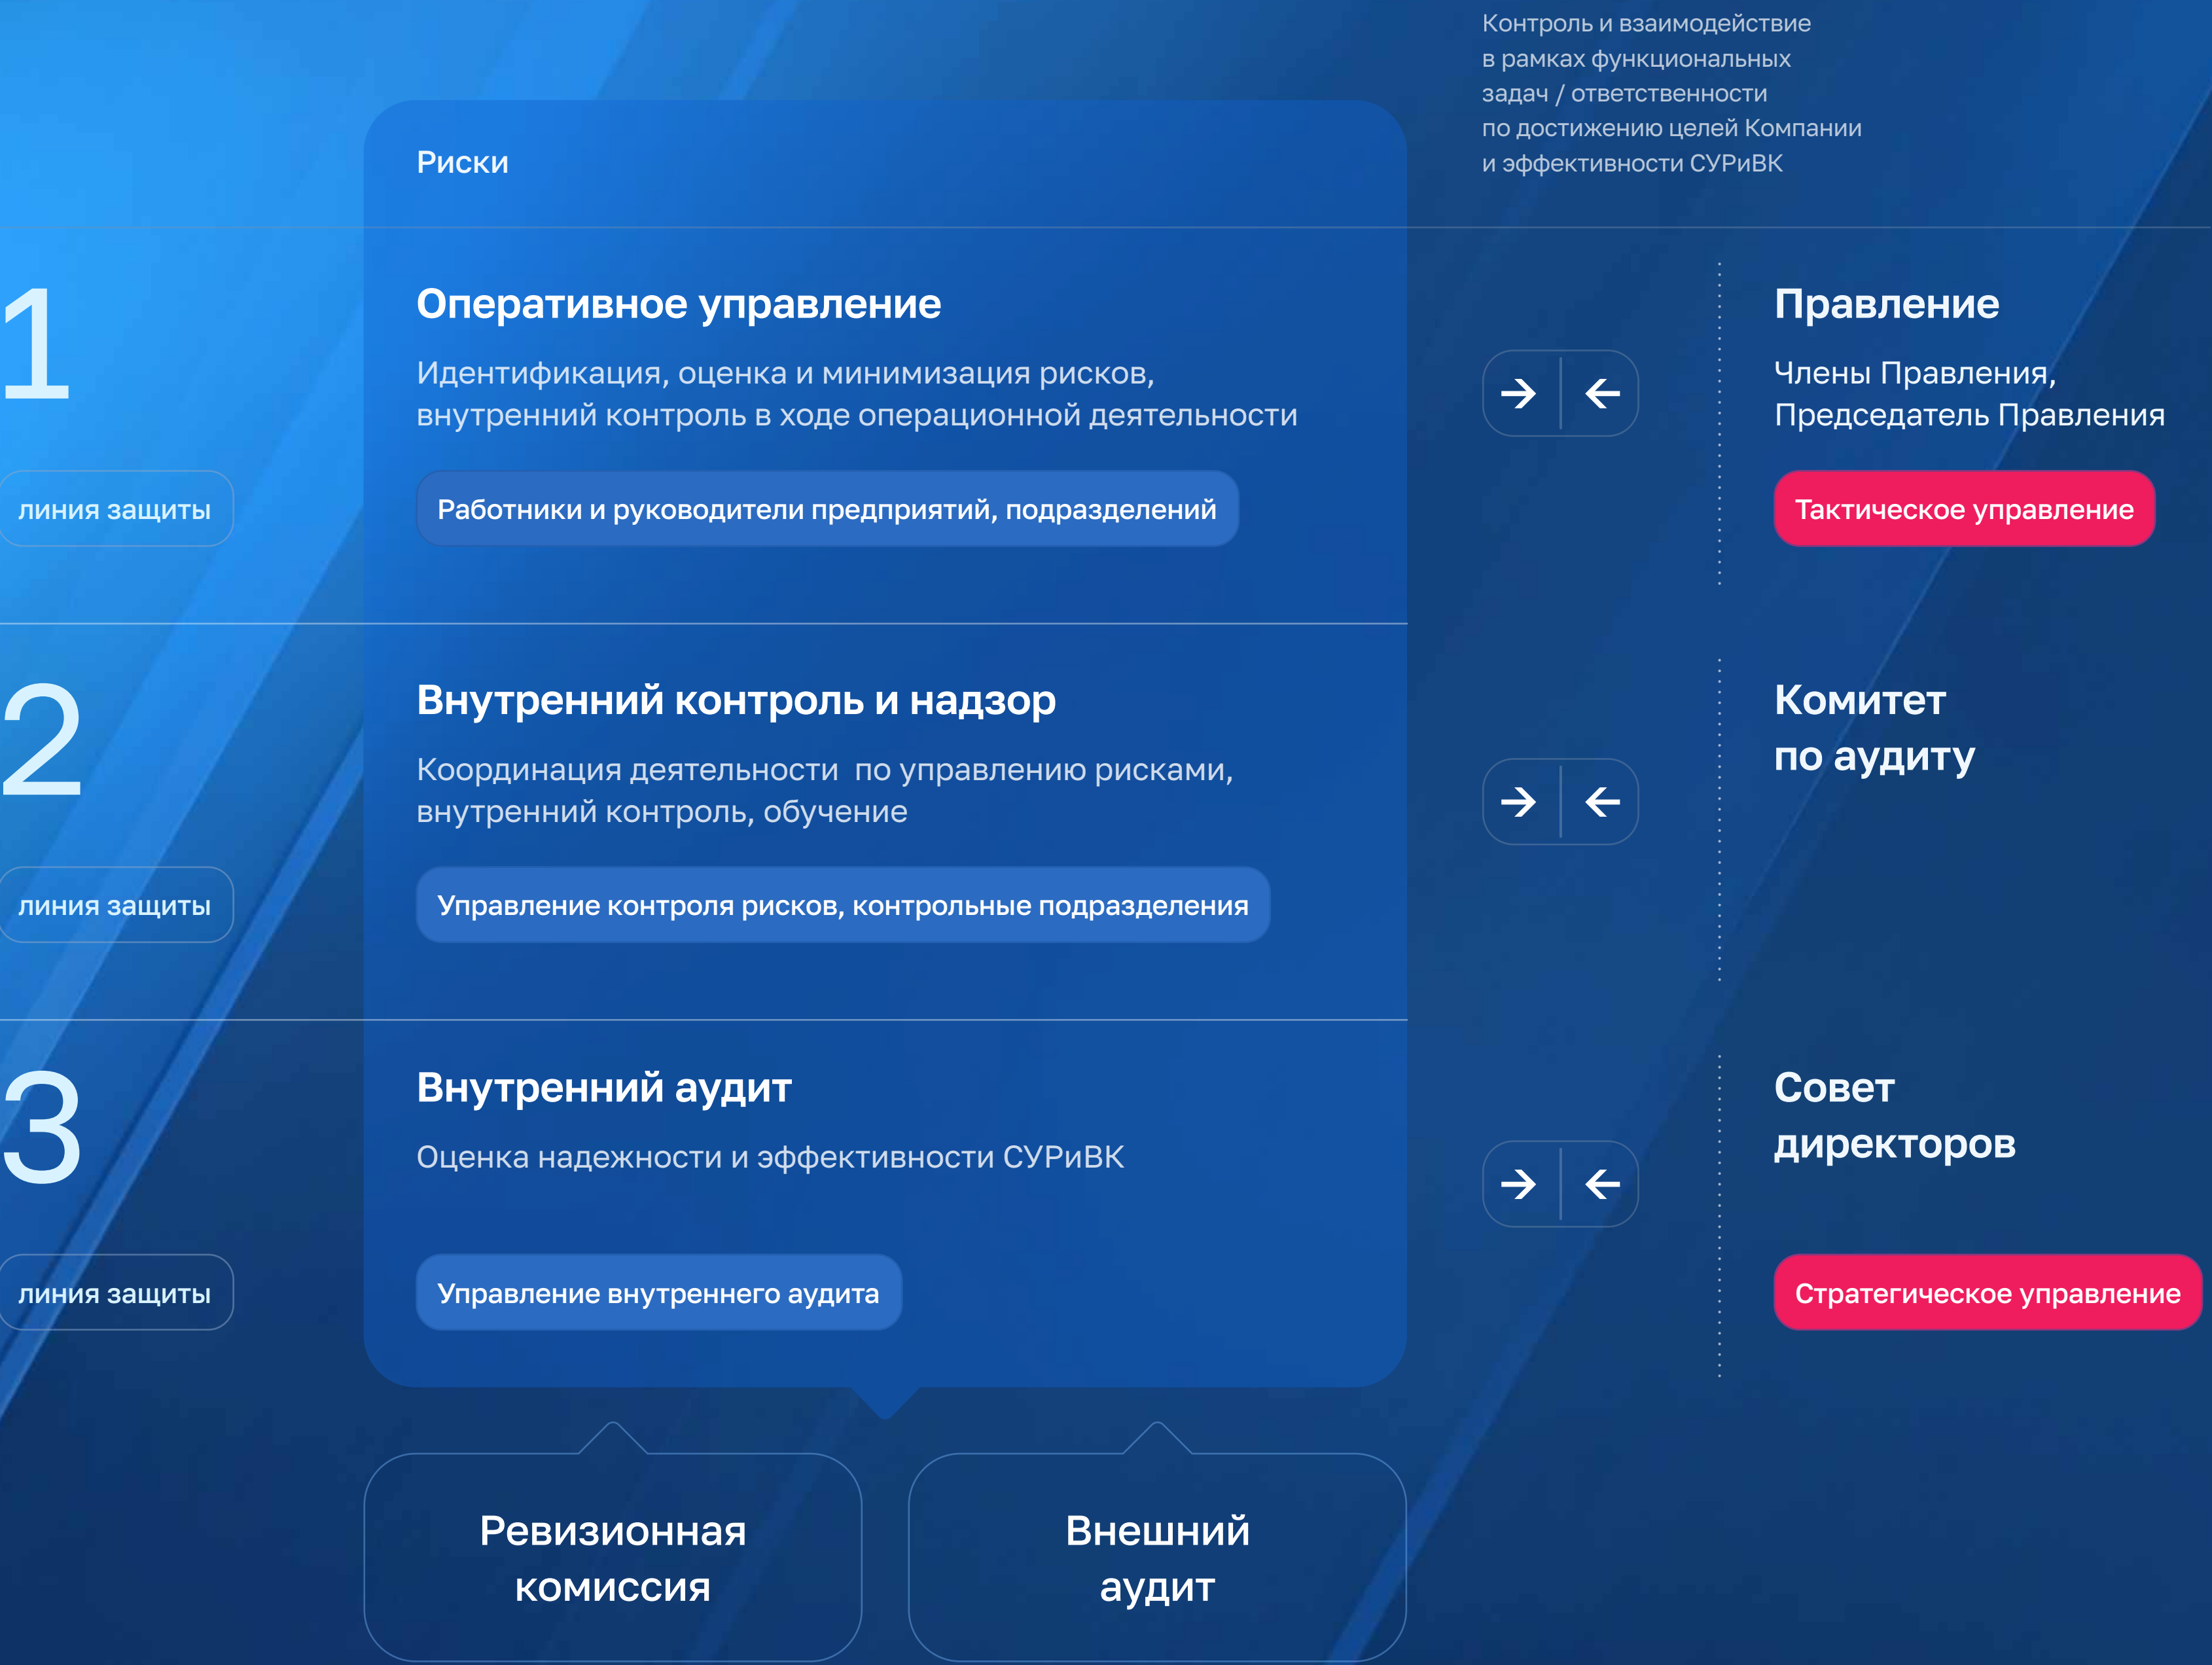 Контроль и взаимодействие
в рамках функциональных
задач / ответственности
по достижению целей Компании
и эффективности СУРиВК
Риски
1
линия защиты
Оперативное управление
Идентификация, оценка и минимизация рисков,
внутренний контроль в ходе операционной деятельности
Работники и руководители предприятий, подразделений
Правление
Члены Правления,
Председатель Правления
Тактическое управление
2
линия защиты
Внутренний контроль и надзор
Координация деятельности  по управлению рисками,
внутренний контроль, обучение
Управление контроля рисков, контрольные подразделения
Комитет
по аудиту
3
линия защиты
Внутренний аудит
Оценка надежности и эффективности СУРиВК
Управление внутреннего аудита
Совет
директоров
Стратегическое управление
Ревизионная
комиссия
Внешний
аудит